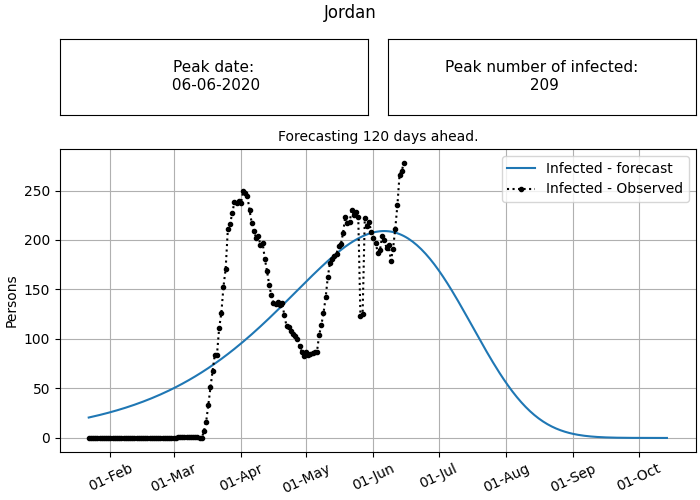 Jordan
Peak date:
06-06-2020
Peak number of infected:
209
Forecasting 120 days ahead.
Infected - forecast
Infected - Observed
Persons
250
200
150
100
50
0
01-Feb
01-Mar
01-Apr
01-May
01-Jun
01-Jul
01-Aug
01-Sep
01-Oct